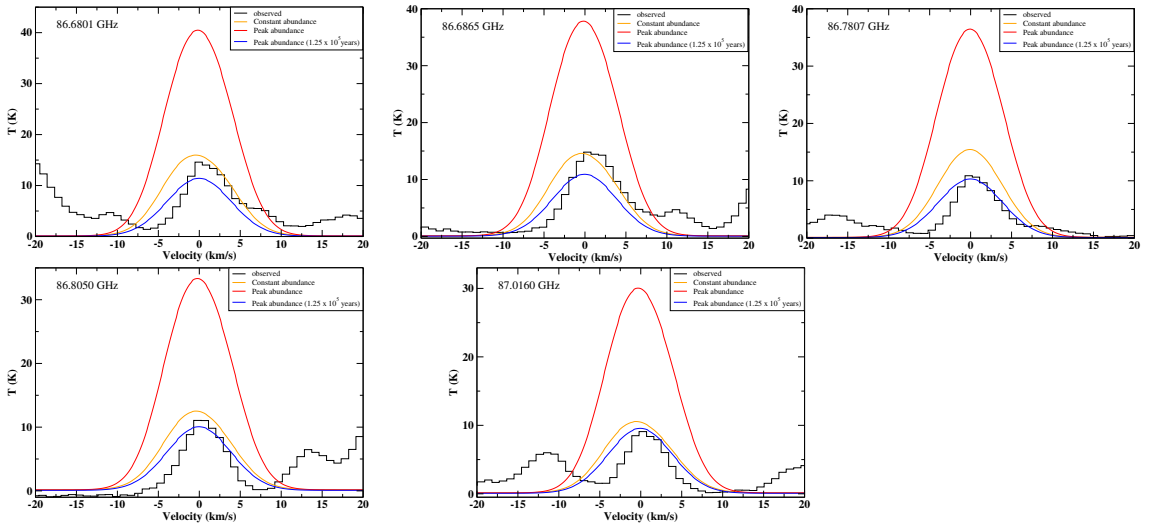 86.6801 GHz
observed
Constant abundance
Peak abundance
Peak abundance (1.25 x 10^5 years)
40
30
20
10
0
T (K)
-20 -15 -10 -5 0 5 10 15 20
Velocity (km/s)
86.6865 GHz
observed
Constant abundance
Peak abundance
Peak abundance (1.25 x 10^5 years)
40
30
20
10
0
T (K)
-20 -15 -10 -5 0 5 10 15 20
Velocity (km/s)
86.7807 GHz
observed
Constant abundance
Peak abundance
Peak abundance (1.25 x 10^5 years)
40
30
20
10
0
T (K)
-20 -15 -10 -5 0 5 10 15 20
Velocity (km/s)
86.8050 GHz
observed
Constant abundance
Peak abundance
Peak abundance (1.25 x 10^5 years)
30
20
10
0
T (K)
-20 -15 -10 -5 0 5 10 15 20
Velocity (km/s)
87.0160 GHz
observed
Constant abundance
Peak abundance
Peak abundance (1.25 x 10^5 years)
30
20
10
0
T (K)
-20 -15 -10 -5 0 5 10 15 20
Velocity (km/s)